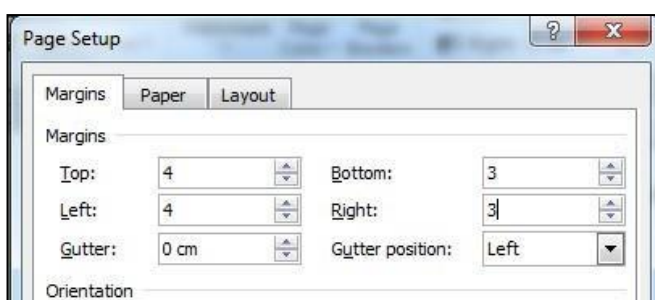 Page Setup
Margins Paper Layout
Margins
Top: 4 Bottom: 3
Left: 4 Right: 3
Gutter: 0 cm Gutter position: Left
Orientation